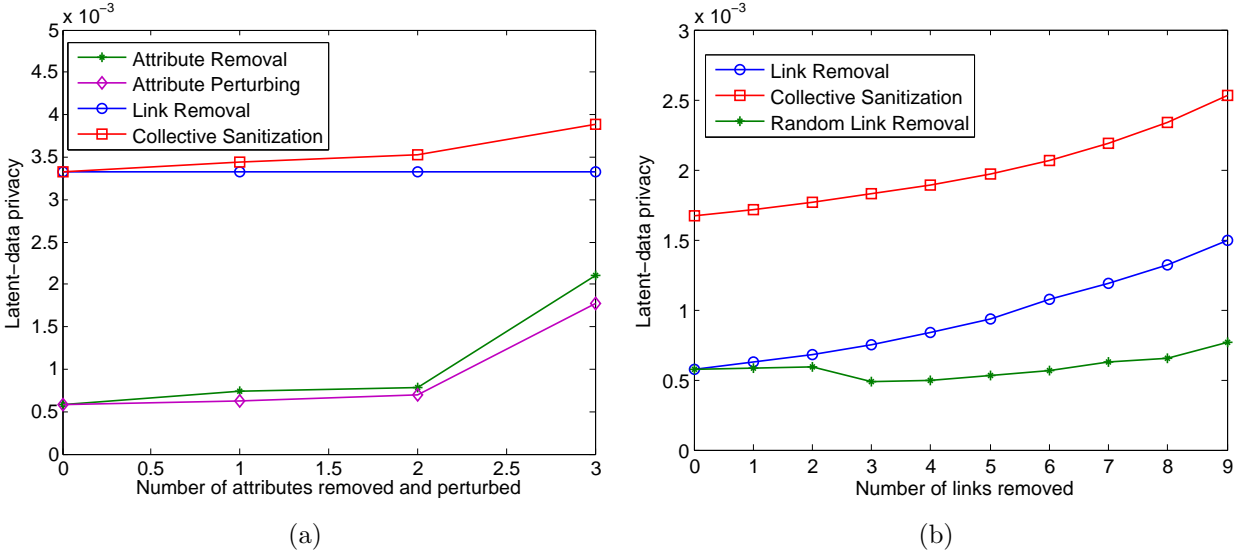 x 10⁻³
5
4.5
4
3.5
3
2.5
2
1.5
1
0.5
0
Latent−data privacy
Attribute Removal
Attribute Perturbing
Link Removal
Collective Sanitization
0 0.5 1 1.5 2 2.5 3
Number of attributes removed and perturbed
(a)
x 10⁻³
3
2.5
2
1.5
1
0.5
0
Latent−data privacy
Link Removal
Collective Sanitization
Random Link Removal
0 1 2 3 4 5 6 7 8 9
Number of links removed
(b)